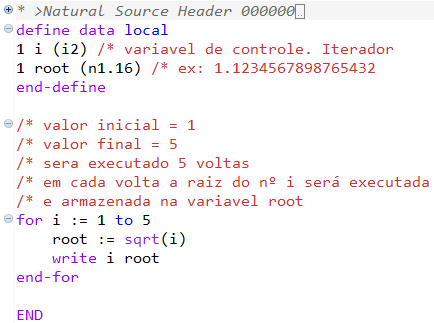 * >Natural Source Header 000000
define data local
1 i (i2) /* variavel de controle. Iterador
1 root (n1.16) /* ex: 1.1234567898765432
end-define
/* valor inicial = 1
/* valor final = 5
/* sera executado 5 voltas
/* em cada volta a raiz do nº i será executada
/* e armazenada na variavel root
for i := 1 to 5
root := sqrt(i)
write i root
end-for
END